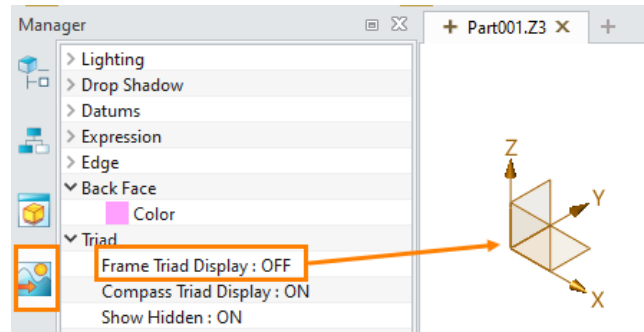 Manager
Part001.Z3
Lighting
Drop Shadow
Datums
Expression
Edge
Back Face
Color
Triad
Frame Triad Display : OFF
Compass Triad Display : ON
Show Hidden : ON
Z
Y
X